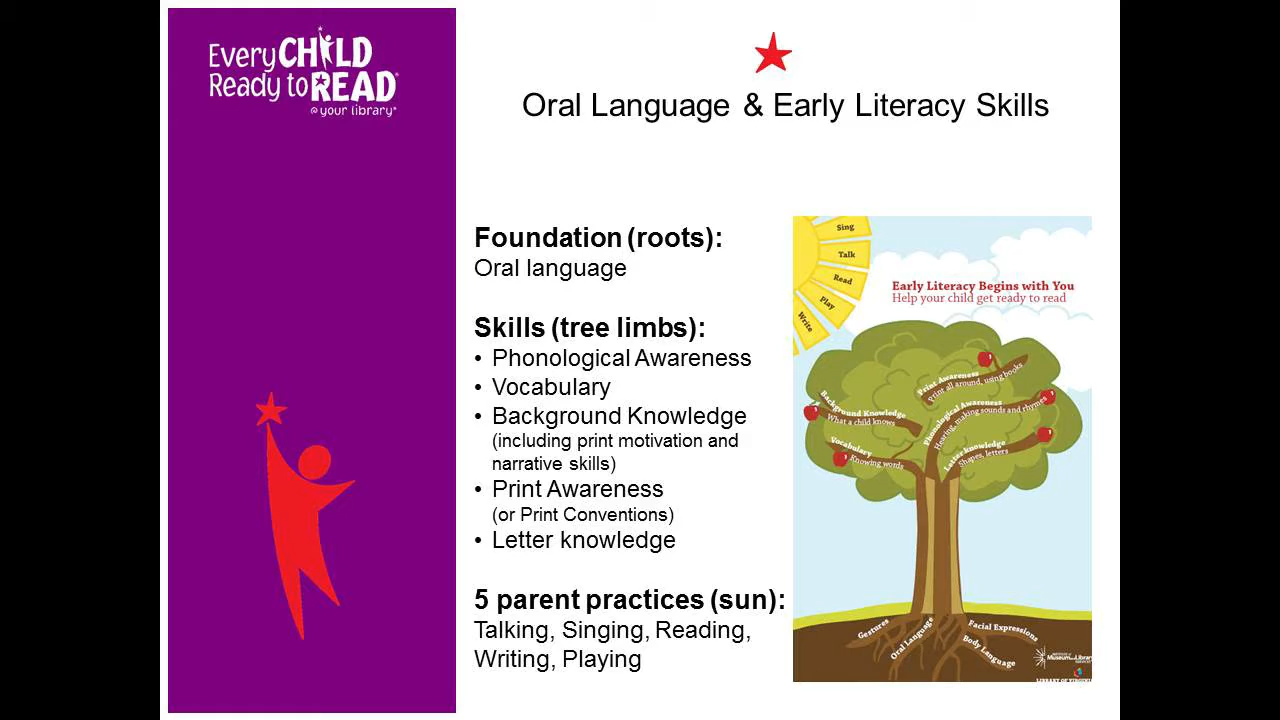 Every CHILD
Ready to READ®
@ your library®
Oral Language & Early Literacy Skills
Foundation (roots):
Oral language
Skills (tree limbs):
• Phonological Awareness
• Vocabulary
• Background Knowledge
(including print motivation and
narrative skills)
• Print Awareness
(or Print Conventions)
• Letter knowledge
5 parent practices (sun):
Talking, Singing, Reading,
Writing, Playing
Sing
Talk
Read
Play
Write
Early Literacy Begins with You
Help your child get ready to read
Print Awareness
Print all around, using books
Background Knowledge
What a child knows
Phonological Awareness
Hearing, making sounds and rhymes
Vocabulary
Knowing words
Letter knowledge
Shapes, letters
Gestures
Oral Language
Facial Expressions
Body Language
Museum and Library